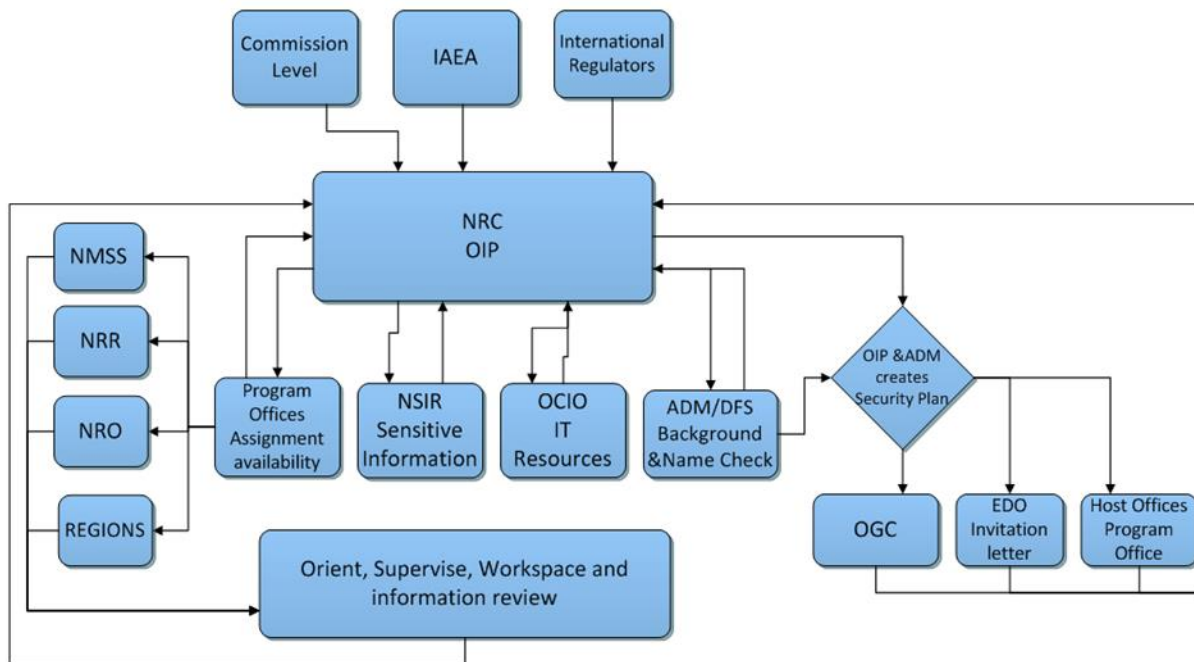 Commission
Level
IAEA
International
Regulators
NRC
OIP
NMSS
NRR
NRO
REGIONS
Program
Offices
Assignment
availability
NSIR
Sensitive
Information
OCIO
IT
Resources
ADM/DFS
Background
&Name Check
OIP &ADM
creates
Security Plan
OGC
EDO
Invitation
letter
Host Offices
Program
Office
Orient, Supervise, Workspace and
information review